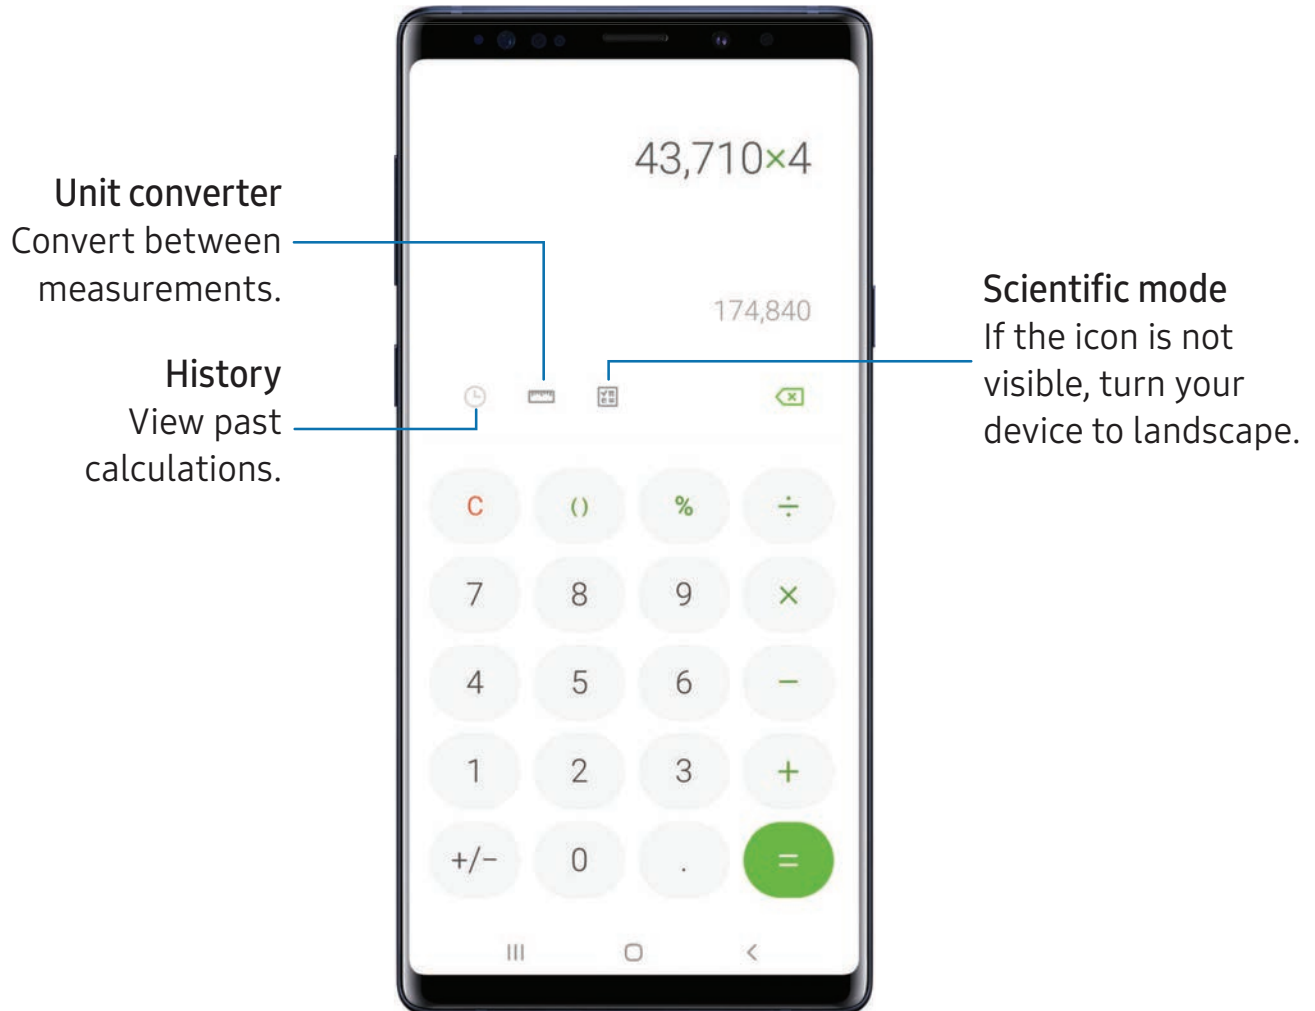 43,710×4
Unit converter
Convert between
measurements.
174,840
Scientific mode
If the icon is not
visible, turn your
device to landscape.
History
View past
calculations.
C () % ÷
7 8 9 ×
4 5 6 −
1 2 3 +
+/− 0 . =